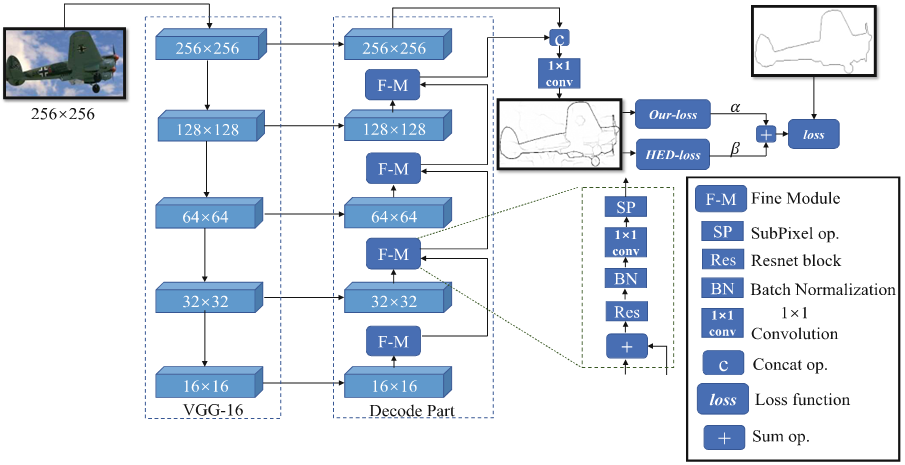 256×256
256×256
128×128
64×64
32×32
16×16
VGG-16
256×256
F-M
128×128
F-M
64×64
F-M
32×32
F-M
16×16
Decode Part
c
1×1
conv
Our-loss
α
HED-loss
β
+
loss
SP
1×1
conv
BN
Res
+
F-M Fine Module
SP SubPixel op.
Res Resnet block
BN Batch Normalization
1×1
conv
1×1
Convolution
c Concat op.
loss Loss function
+ Sum op.